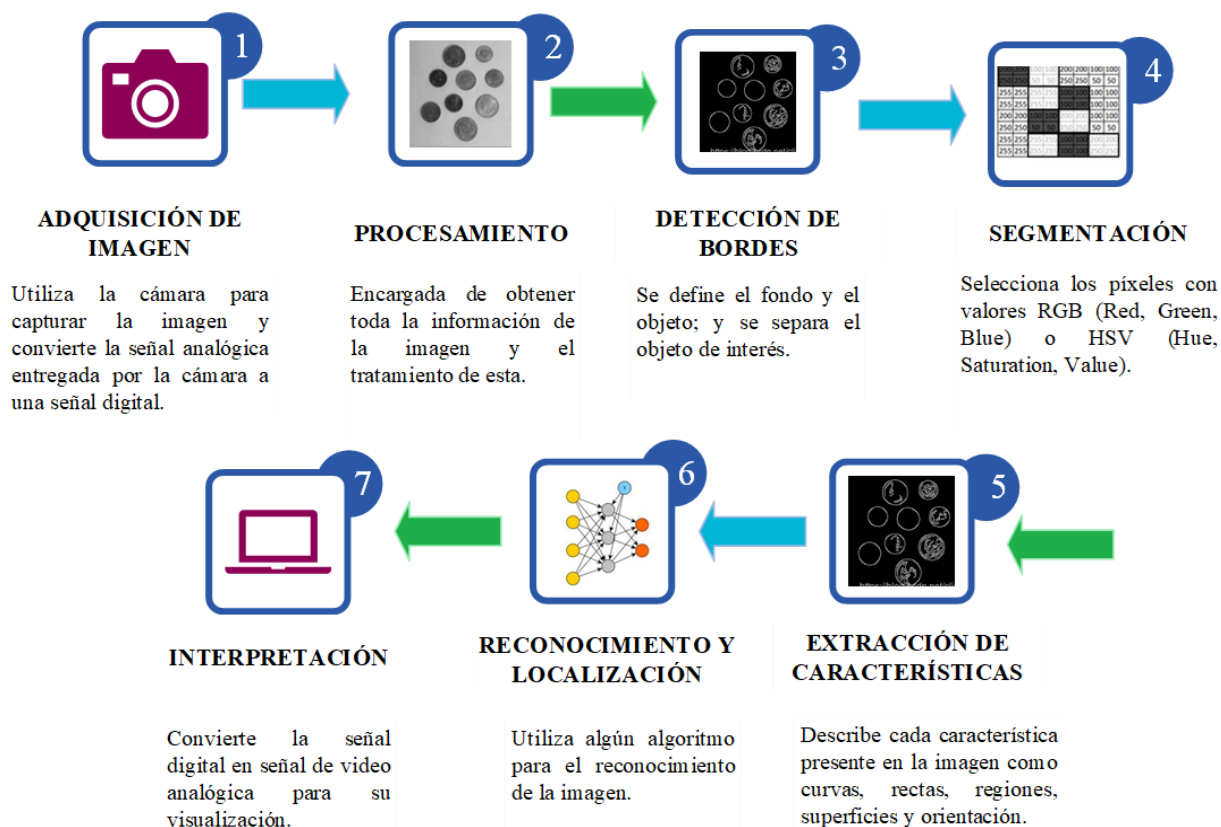 1
2
3
4
ADQUISICIÓN DE
IMAGEN
Utiliza la cámara para
capturar la imagen y
convierte la señal analógica
entregada por la cámara a
una señal digital.
PROCESAMIENTO
Encargada de obtener
toda la información de
la imagen y el
tratamiento de esta.
DETECCIÓN DE
BORDES
Se define el fondo y el
objeto; y se separa el
objeto de interés.
SEGMENTACIÓN
Selecciona los píxeles con
valores RGB (Red, Green,
Blue) o HSV (Hue,
Saturation, Value).
7
6
5
INTERPRETACIÓN
Convierte la señal
digital en señal de video
analógica para su
visualización.
RECONOCIMIENTO Y
LOCALIZACIÓN
Utiliza algún algoritmo
para el reconocimiento
de la imagen.
EXTRACCIÓN DE
CARACTERÍSTICAS
Describe cada característica
presente en la imagen como
curvas, rectas, regiones,
superficies y orientación.